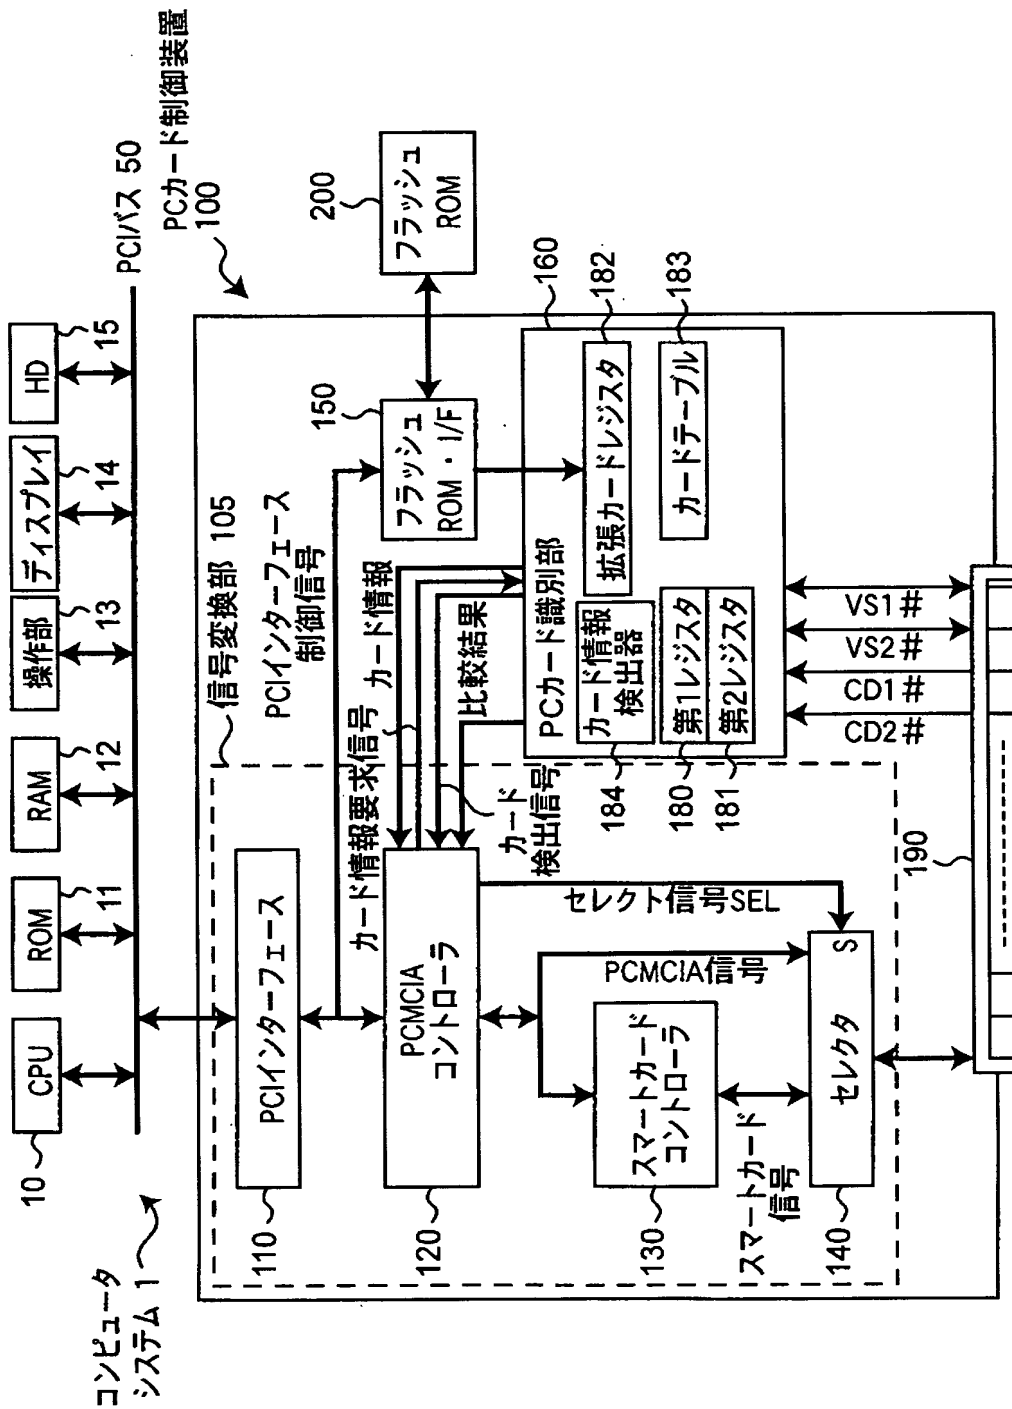 コンピュータ
システム 1
10
CPU
ROM
11
RAM
12
操作部
13
ディスプレイ
14
HD
15
PCIバス 50
PCカード制御装置
100
信号変換部 105
110
PCIインターフェース
PCIインターフェース
制御信号
150
フラッシュ
ROM・I/F
200
フラッシュ
ROM
120
PCMCIA
コントローラ
カード情報要求信号
カード情報
比較結果
カード
検出信号
160
PCカード識別部
184
カード情報
検出器
拡張カードレジスタ
182
180
第1レジスタ
181
第2レジスタ
カードテーブル
183
セレクト信号SEL
PCMCIA信号
130
スマートカード
コントローラ
スマートカード
信号
140
セレクタ
S
CD2#
CD1#
VS2#
VS1#
190